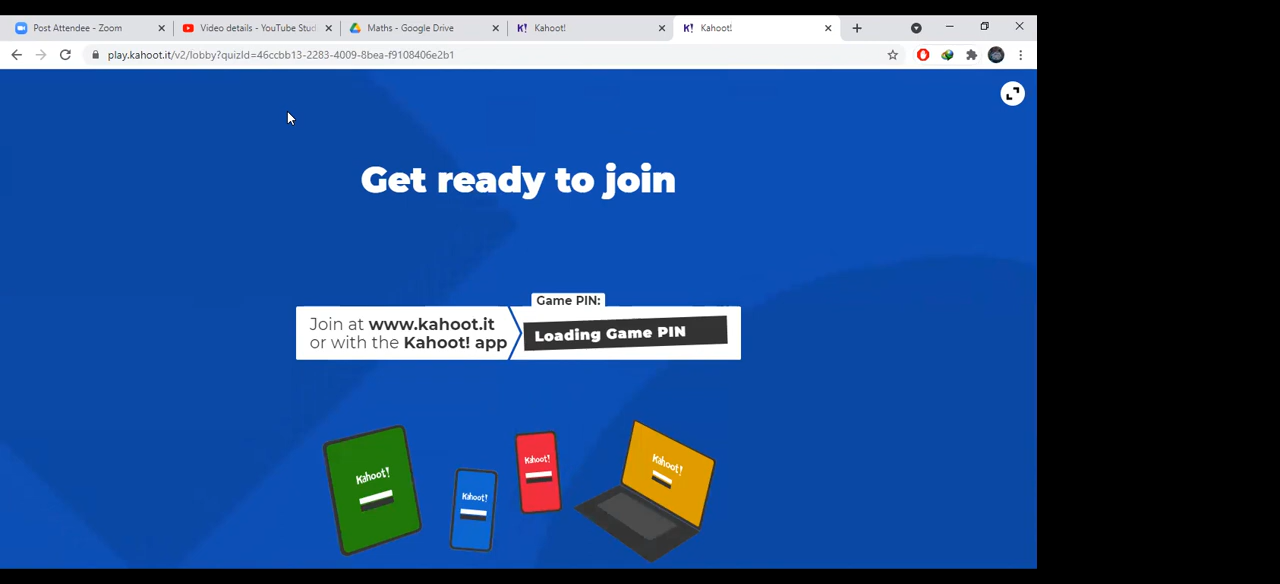 Post Attendee - Zoom
Video details - YouTube Stud
Maths - Google Drive
K! Kahoot!
K! Kahoot!
play.kahoot.it/v2/lobby?quizId=46ccbb13-2283-4009-8bea-f9108406e2b1
Get ready to join
Game PIN:
Join at www.kahoot.it
or with the Kahoot! app
Loading Game PIN
Kahoot!
Kahoot!
Kahoot!
Kahoot!